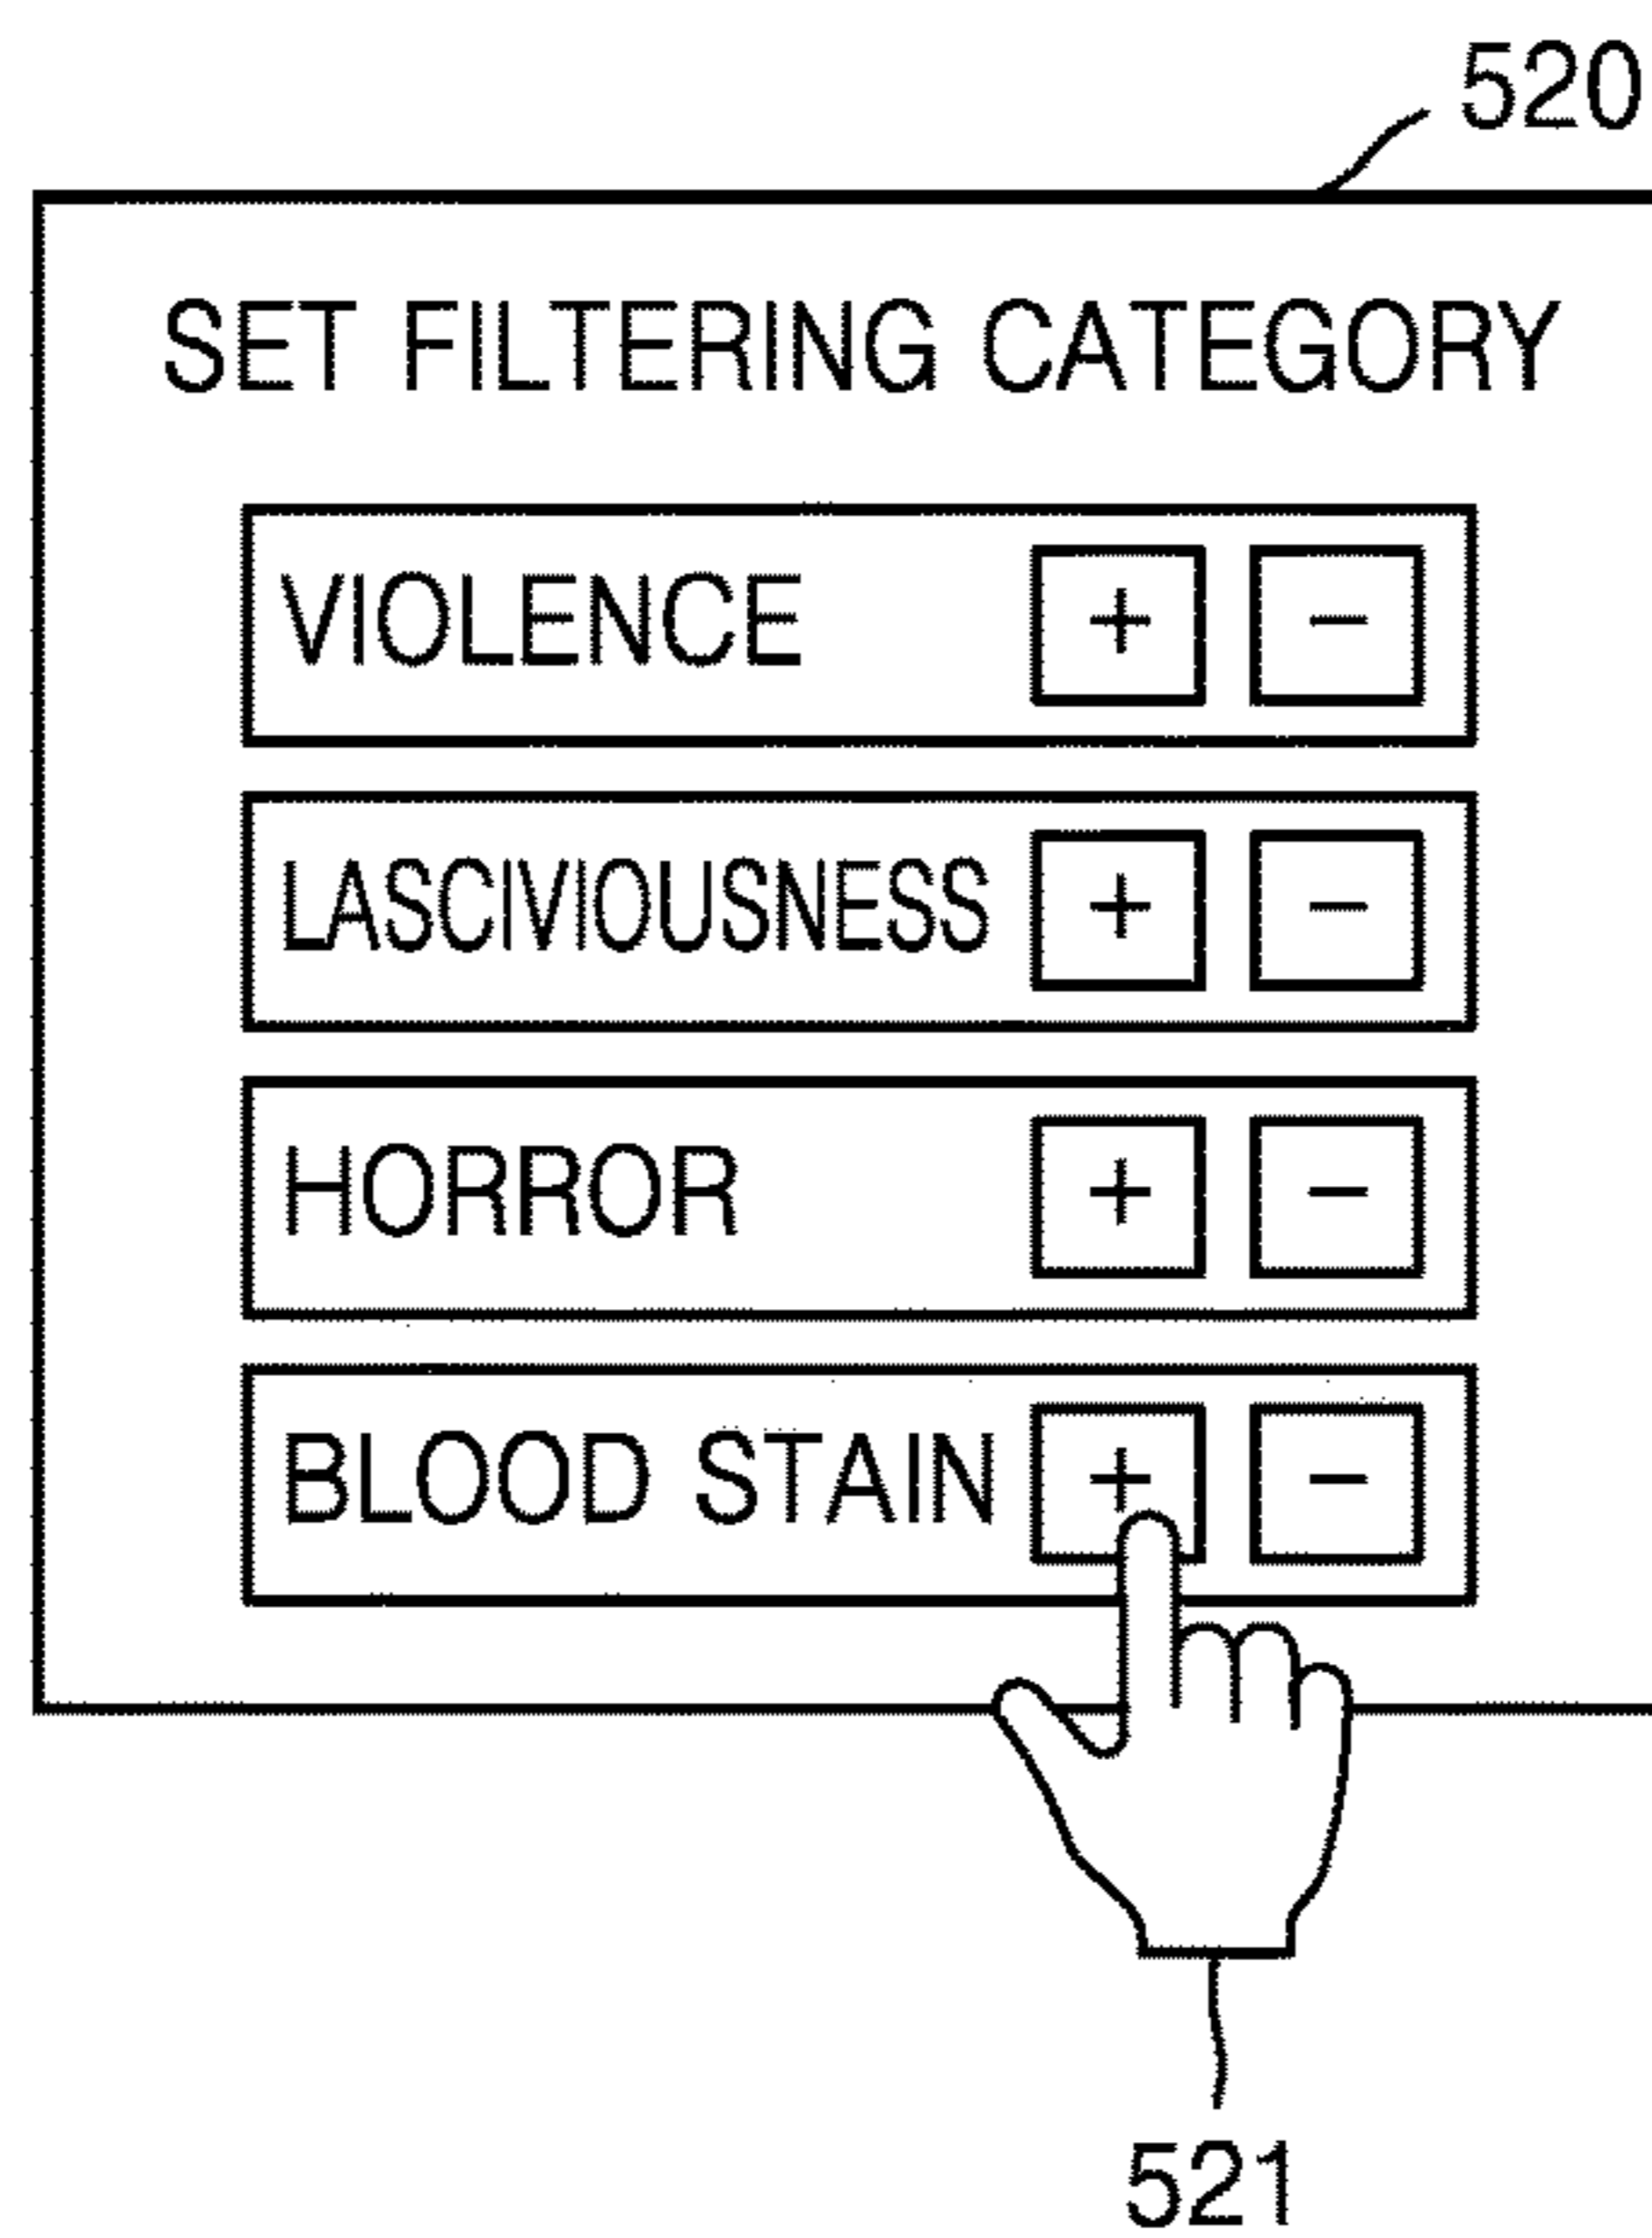 520
SET FILTERING CATEGORY
VIOLENCE + −
LASCIVIOUSNESS + −
HORROR + −
BLOOD STAIN + −
521